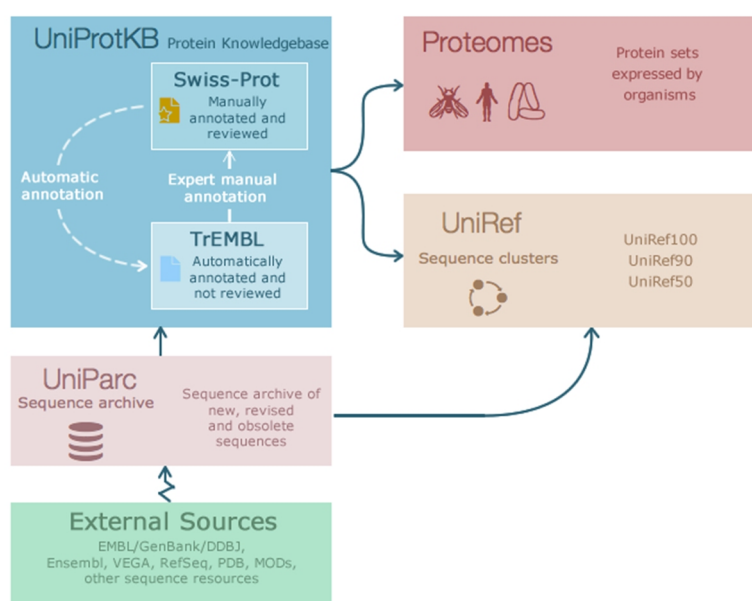 UniProtKB Protein Knowledgebase
Swiss-Prot
Manually
annotated and
reviewed
Automatic
annotation
Expert manual
annotation
TrEMBL
Automatically
annotated and
not reviewed
Proteomes
Protein sets
expressed by
organisms
UniRef
Sequence clusters
UniRef100
UniRef90
UniRef50
UniParc
Sequence archive
Sequence archive of
new, revised
and obsolete
sequences
External Sources
EMBL/GenBank/DDBJ,
Ensembl, VEGA, RefSeq, PDB, MODs,
other sequence resources